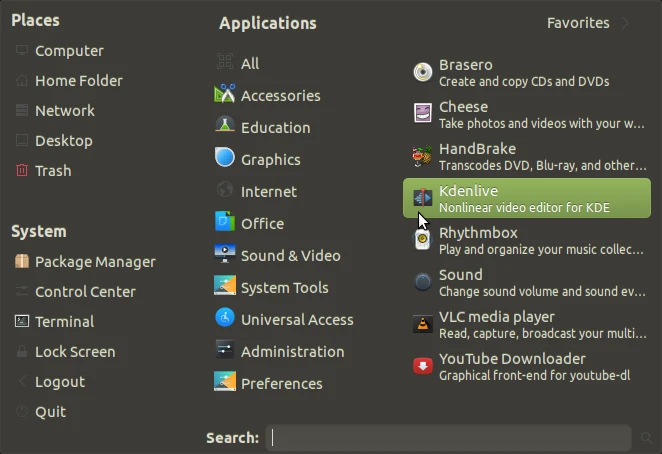 Places
Computer
Home Folder
Network
Desktop
Trash
System
Package Manager
Control Center
Terminal
Lock Screen
Logout
Quit
Applications
All
Accessories
Education
Graphics
Internet
Office
Sound & Video
System Tools
Universal Access
Administration
Preferences
Favorites
Brasero
Create and copy CDs and DVDs
Cheese
Take photos and videos with your w...
HandBrake
Transcodes DVD, Blu-ray, and other...
Kdenlive
Nonlinear video editor for KDE
Rhythmbox
Play and organize your music collec...
Sound
Change sound volume and sound ev...
VLC media player
Read, capture, broadcast your multi...
YouTube Downloader
Graphical front-end for youtube-dl
Search: